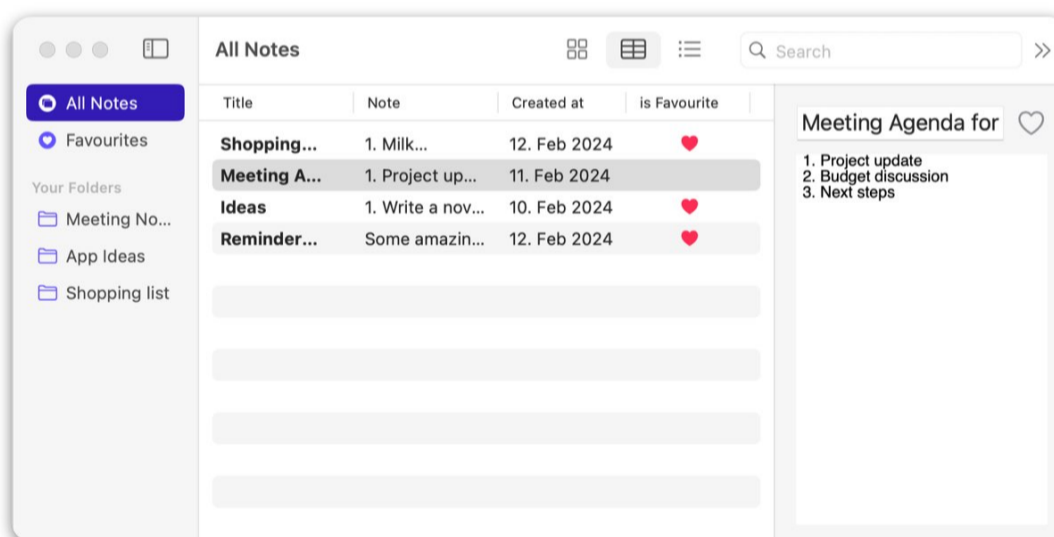 All Notes
Search
All Notes
Favourites
Your Folders
Meeting No...
App Ideas
Shopping list
Title Note Created at is Favourite
Shopping... 1. Milk... 12. Feb 2024
Meeting A... 1. Project up... 11. Feb 2024
Ideas 1. Write a nov... 10. Feb 2024
Reminder... Some amazin... 12. Feb 2024
Meeting Agenda for
1. Project update
2. Budget discussion
3. Next steps